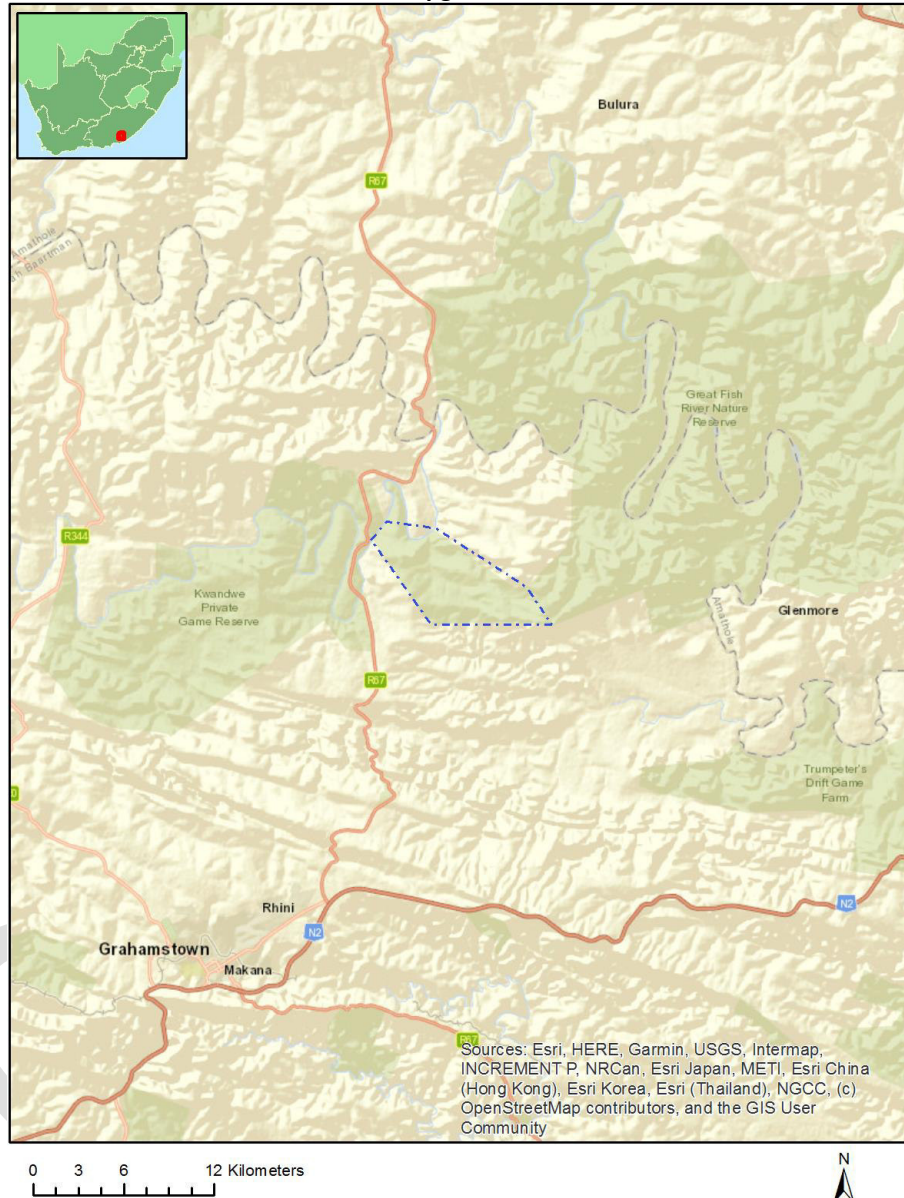 Bulura
R67
Amathole
ah Baartman
Great Fish
River Nature
Reserve
R344
Kwandwe
Private
Game Reserve
Amathole
Glenmore
R67
Trumpeter's
Drift Game
Farm
0
Rhini
N2
N2
Grahamstown
Makana
R67
Sources: Esri, HERE, Garmin, USGS, Intermap,
INCREMENT P, NRCan, Esri Japan, METI, Esri China
(Hong Kong), Esri Korea, Esri (Thailand), NGCC, (c)
OpenStreetMap contributors, and the GIS User
Community
0 3 6 12 Kilometers
N